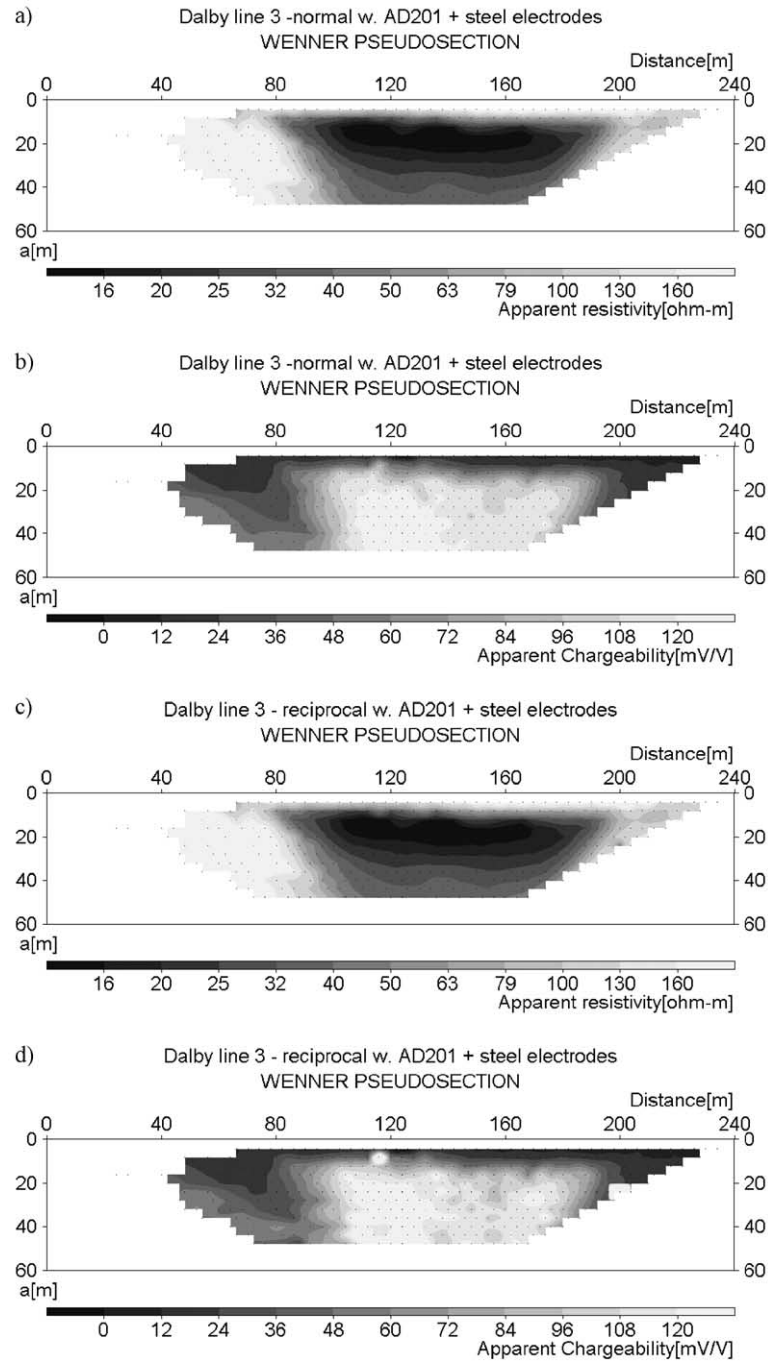 a)
Dalby line 3 -normal w. AD201 + steel electrodes
WENNER PSEUDOSECTION
Distance[m]
0 40 80 120 160 200 240
0 0
20 20
40 40
60 60
a[m]
16 20 25 32 40 50 63 79 100 130 160
Apparent resistivity[ohm-m]
b)
Dalby line 3 -normal w. AD201 + steel electrodes
WENNER PSEUDOSECTION
Distance[m]
0 40 80 120 160 200 240
0 0
20 20
40 40
60 60
a[m]
0 12 24 36 48 60 72 84 96 108 120
Apparent Chargeability[mV/V]
c)
Dalby line 3 - reciprocal w. AD201 + steel electrodes
WENNER PSEUDOSECTION
Distance[m]
0 40 80 120 160 200 240
0 0
20 20
40 40
60 60
a[m]
16 20 25 32 40 50 63 79 100 130 160
Apparent resistivity[ohm-m]
d)
Dalby line 3 - reciprocal w. AD201 + steel electrodes
WENNER PSEUDOSECTION
Distance[m]
0 40 80 120 160 200 240
0 0
20 20
40 40
60 60
a[m]
0 12 24 36 48 60 72 84 96 108 120
Apparent Chargeability[mV/V]